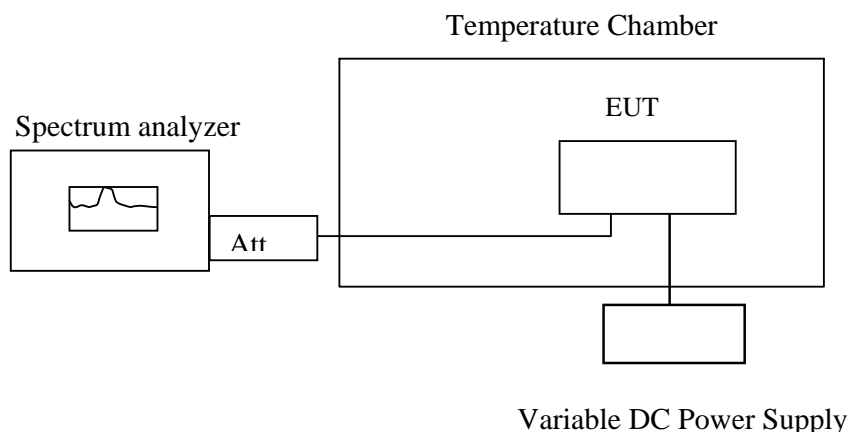 Temperature Chamber
EUT
Spectrum analyzer
Att
Variable DC Power Supply